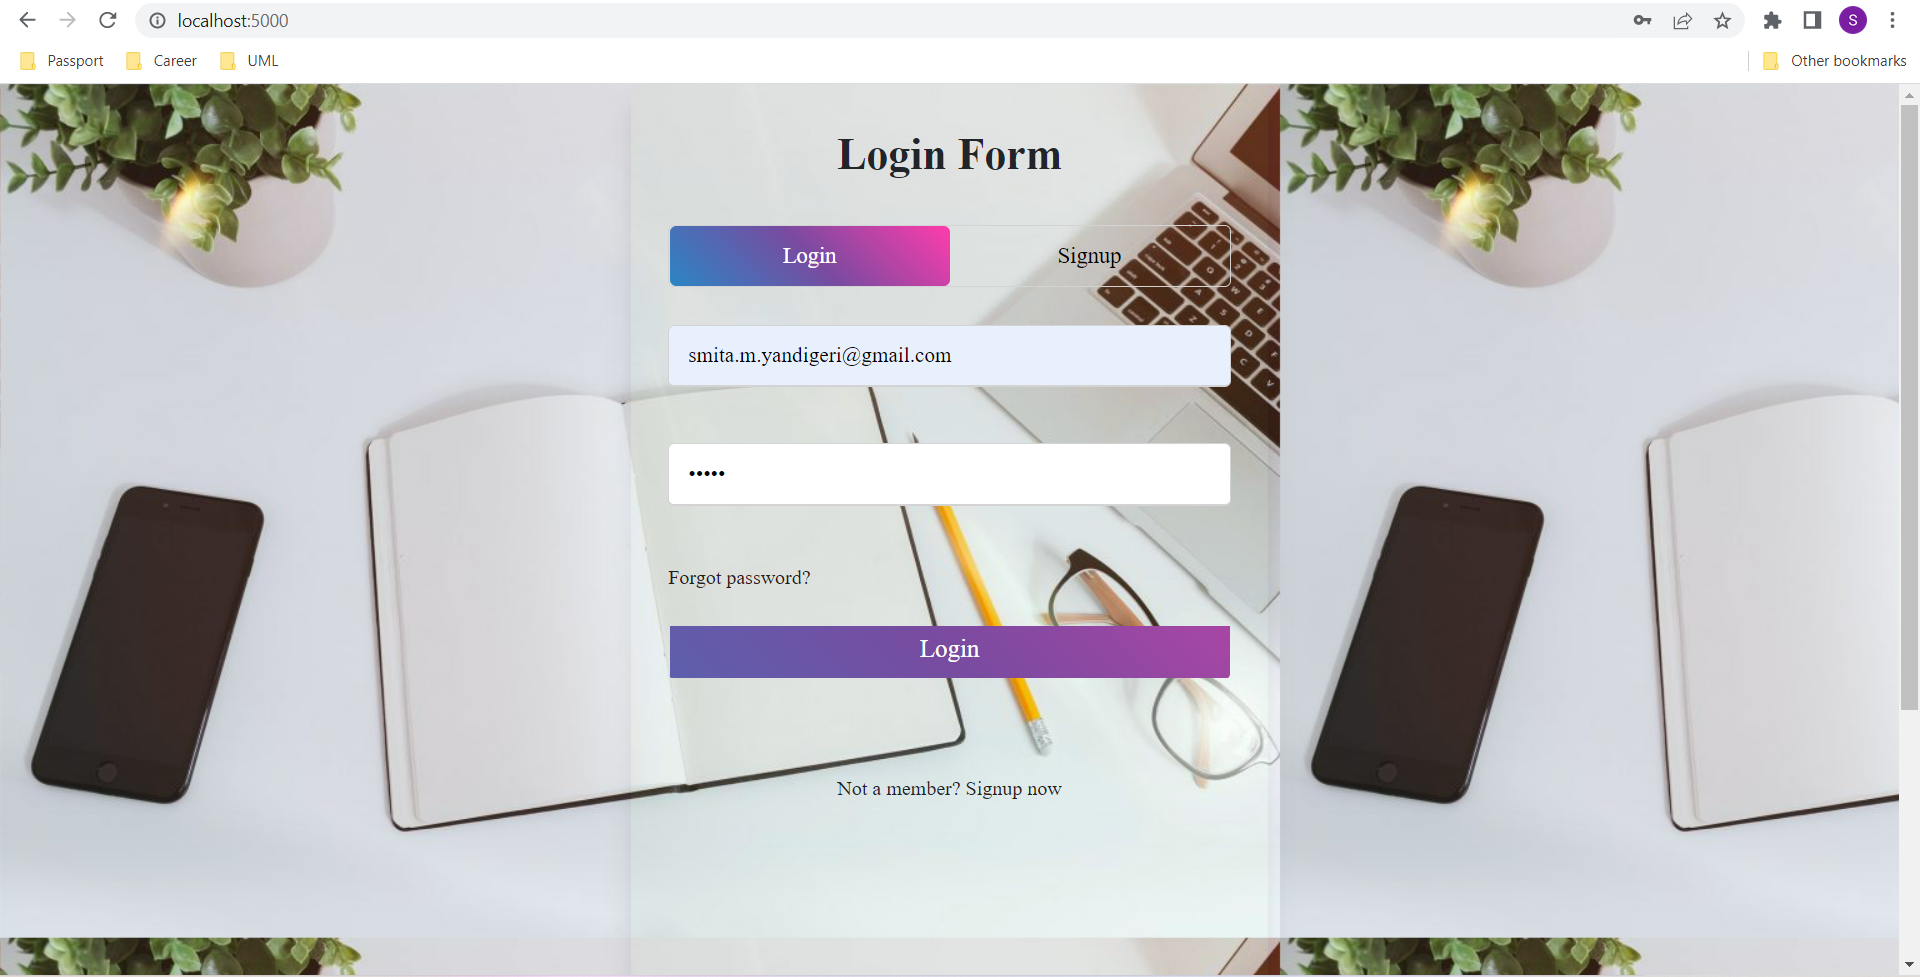 localhost:5000
S
Passport Career UML Other bookmarks
Login Form
Login Signup
smita.m.yandigeri@gmail.com
•••••
Forgot password?
Login
Not a member? Signup now